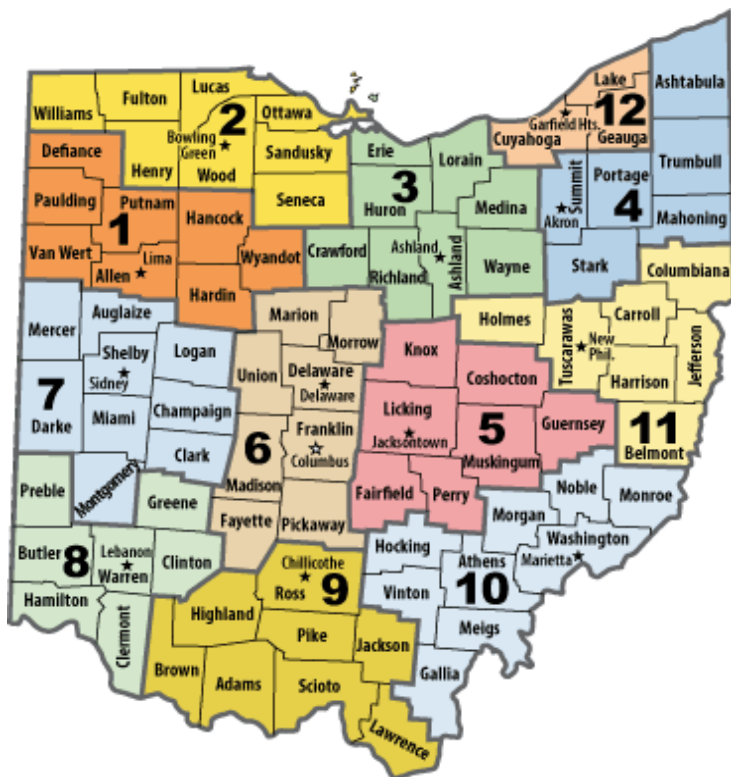 Williams
Fulton
Lucas
2
Ottawa
Bowling
Green
Henry
Wood
Sandusky
Seneca
Defiance
Paulding
Putnam
1
Hancock
Van Wert
Lima
Allen
Wyandot
Hardin
Erie
Lorain
3
Huron
Medina
Crawford
Ashland
Ashland
Richland
Wayne
Lake
12
Garfield Hts.
Cuyahoga
Geauga
Ashtabula
Summit
Portage
4
Trumbull
Akron
Mahoning
Stark
Mercer
Auglaize
Shelby
Sidney
Logan
7
Darke
Miami
Champaign
Clark
Montgomery
Marion
Morrow
Union
Delaware
Delaware
Franklin
Columbus
6
Madison
Fayette
Pickaway
Knox
Coshocton
Licking
Jacksontown
5
Muskingum
Guernsey
Fairfield
Perry
Holmes
Tuscarawas
New
Phil.
Carroll
Columbiana
Harrison
Jefferson
11
Belmont
Preble
Greene
Butler
8
Lebanon
Warren
Clinton
Hamilton
Clermont
Chillicothe
Ross
9
Highland
Pike
Jackson
Brown
Adams
Scioto
Lawrence
Noble
Monroe
Morgan
Washington
Marietta
Hocking
Athens
Vinton
10
Meigs
Gallia